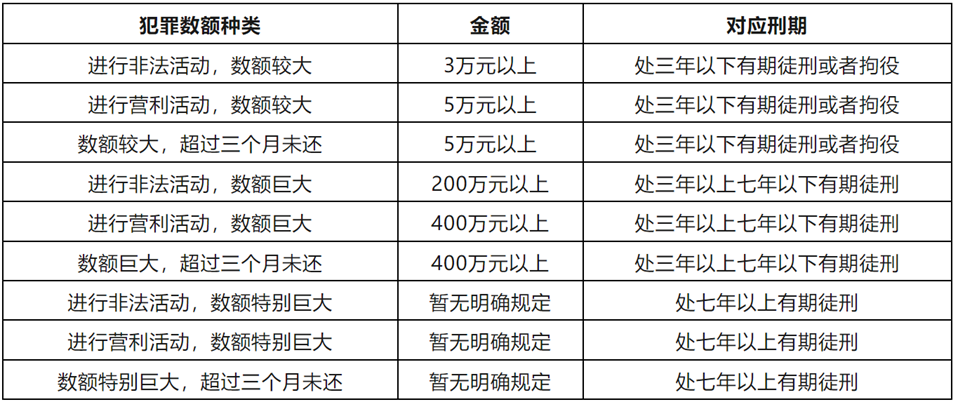 犯罪数额种类 金额 对应刑期
进行非法活动，数额较大 3万元以上 处三年以下有期徒刑或者拘役
进行营利活动，数额较大 5万元以上 处三年以下有期徒刑或者拘役
数额较大，超过三个月未还 5万元以上 处三年以下有期徒刑或者拘役
进行非法活动，数额巨大 200万元以上 处三年以上七年以下有期徒刑
进行营利活动，数额巨大 400万元以上 处三年以上七年以下有期徒刑
数额巨大，超过三个月未还 400万元以上 处三年以上七年以下有期徒刑
进行非法活动，数额特别巨大 暂无明确规定 处七年以上有期徒刑
进行营利活动，数额特别巨大 暂无明确规定 处七年以上有期徒刑
数额特别巨大，超过三个月未还 暂无明确规定 处七年以上有期徒刑